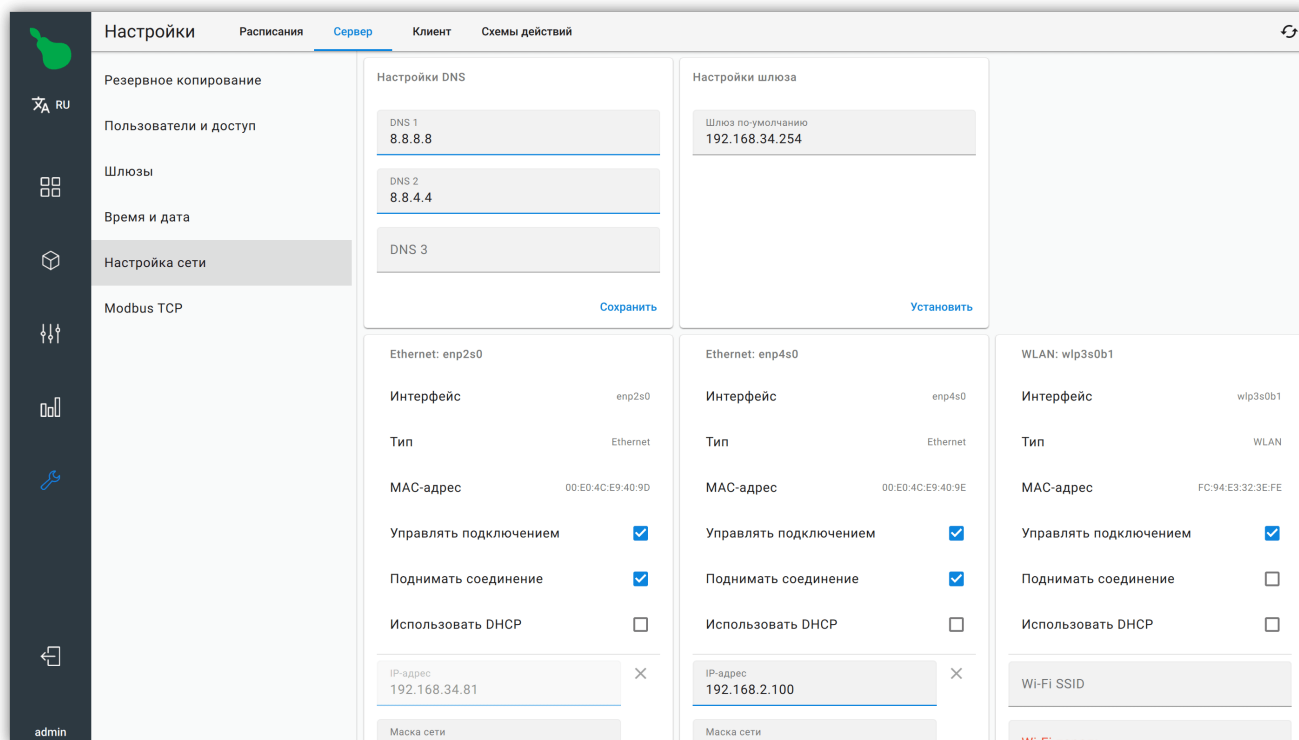 Настройки
Расписания
Сервер
Клиент
Схемы действий
RU
admin
Резервное копирование
Пользователи и доступ
Шлюзы
Время и дата
Настройка сети
Modbus TCP
Настройки DNS
DNS 1
8.8.8.8
DNS 2
8.8.4.4
DNS 3
Сохранить
Настройки шлюза
Шлюз по-умолчанию
192.168.34.254
Установить
Ethernet: enp2s0
Интерфейс enp2s0
Тип Ethernet
MAC-адрес 00:E0:4C:E9:40:9D
Управлять подключением
Поднимать соединение
Использовать DHCP
IP-адрес
192.168.34.81
Маска сети
Ethernet: enp4s0
Интерфейс enp4s0
Тип Ethernet
MAC-адрес 00:E0:4C:E9:40:9E
Управлять подключением
Поднимать соединение
Использовать DHCP
IP-адрес
192.168.2.100
Маска сети
WLAN: wlp3s0b1
Интерфейс wlp3s0b1
Тип WLAN
MAC-адрес FC:94:E3:32:3E:FE
Управлять подключением
Поднимать соединение
Использовать DHCP
Wi-Fi SSID